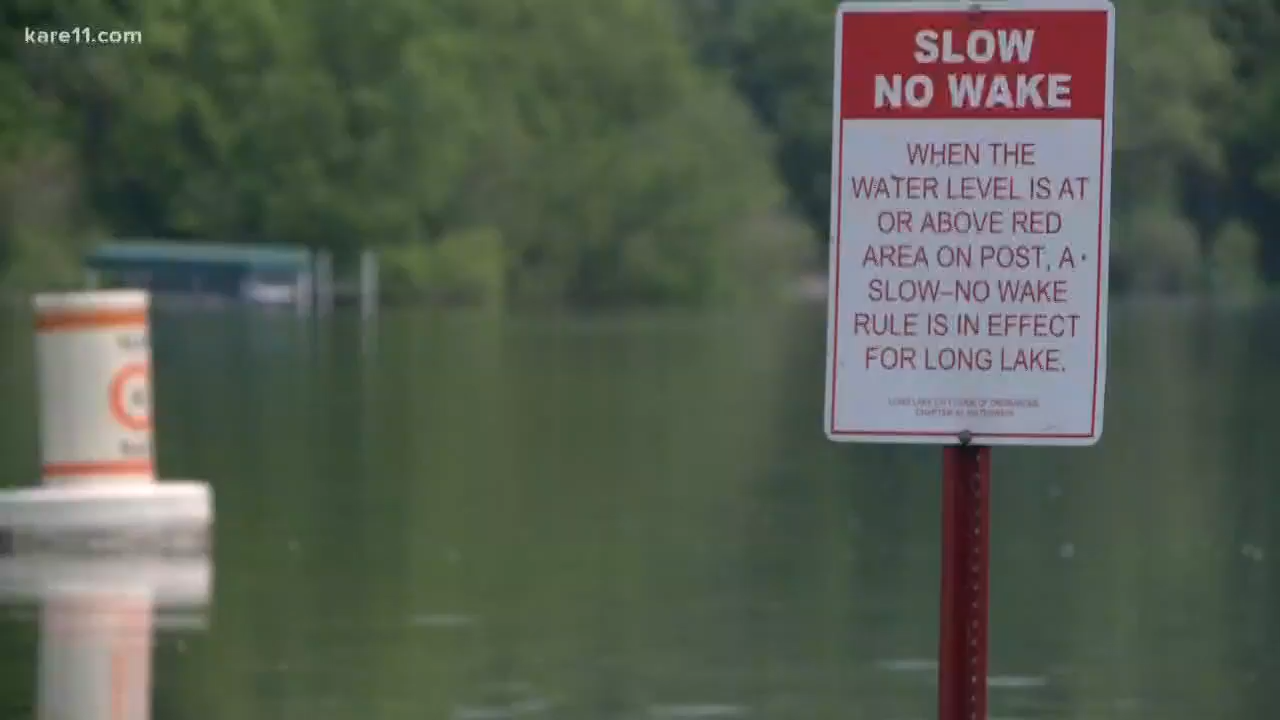 kare11.com
SLOW
NO WAKE
WHEN THE
WATER LEVEL IS AT
OR ABOVE RED
AREA ON POST, A
SLOW–NO WAKE
RULE IS IN EFFECT
FOR LONG LAKE.